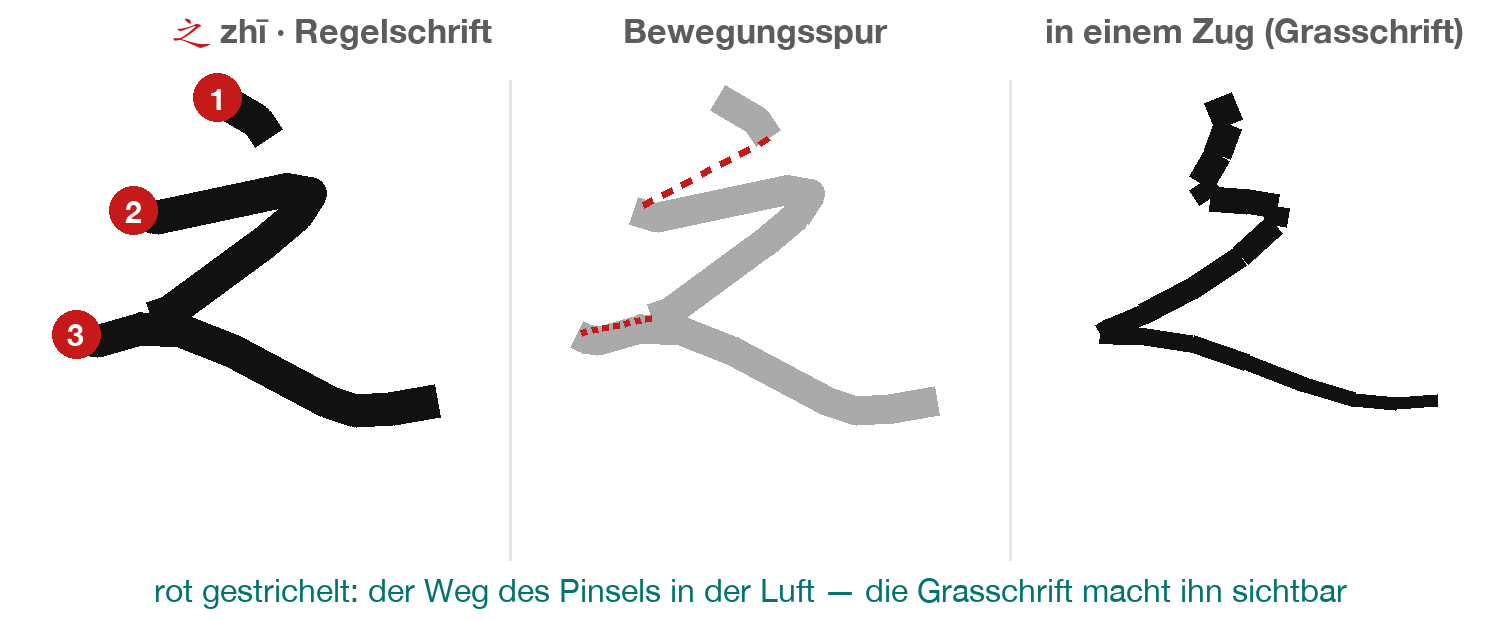 之 zhī · Regelschrift
Bewegungsspur
in einem Zug (Grasschrift)
1
2
3
rot gestrichelt: der Weg des Pinsels in der Luft — die Grasschrift macht ihn sichtbar